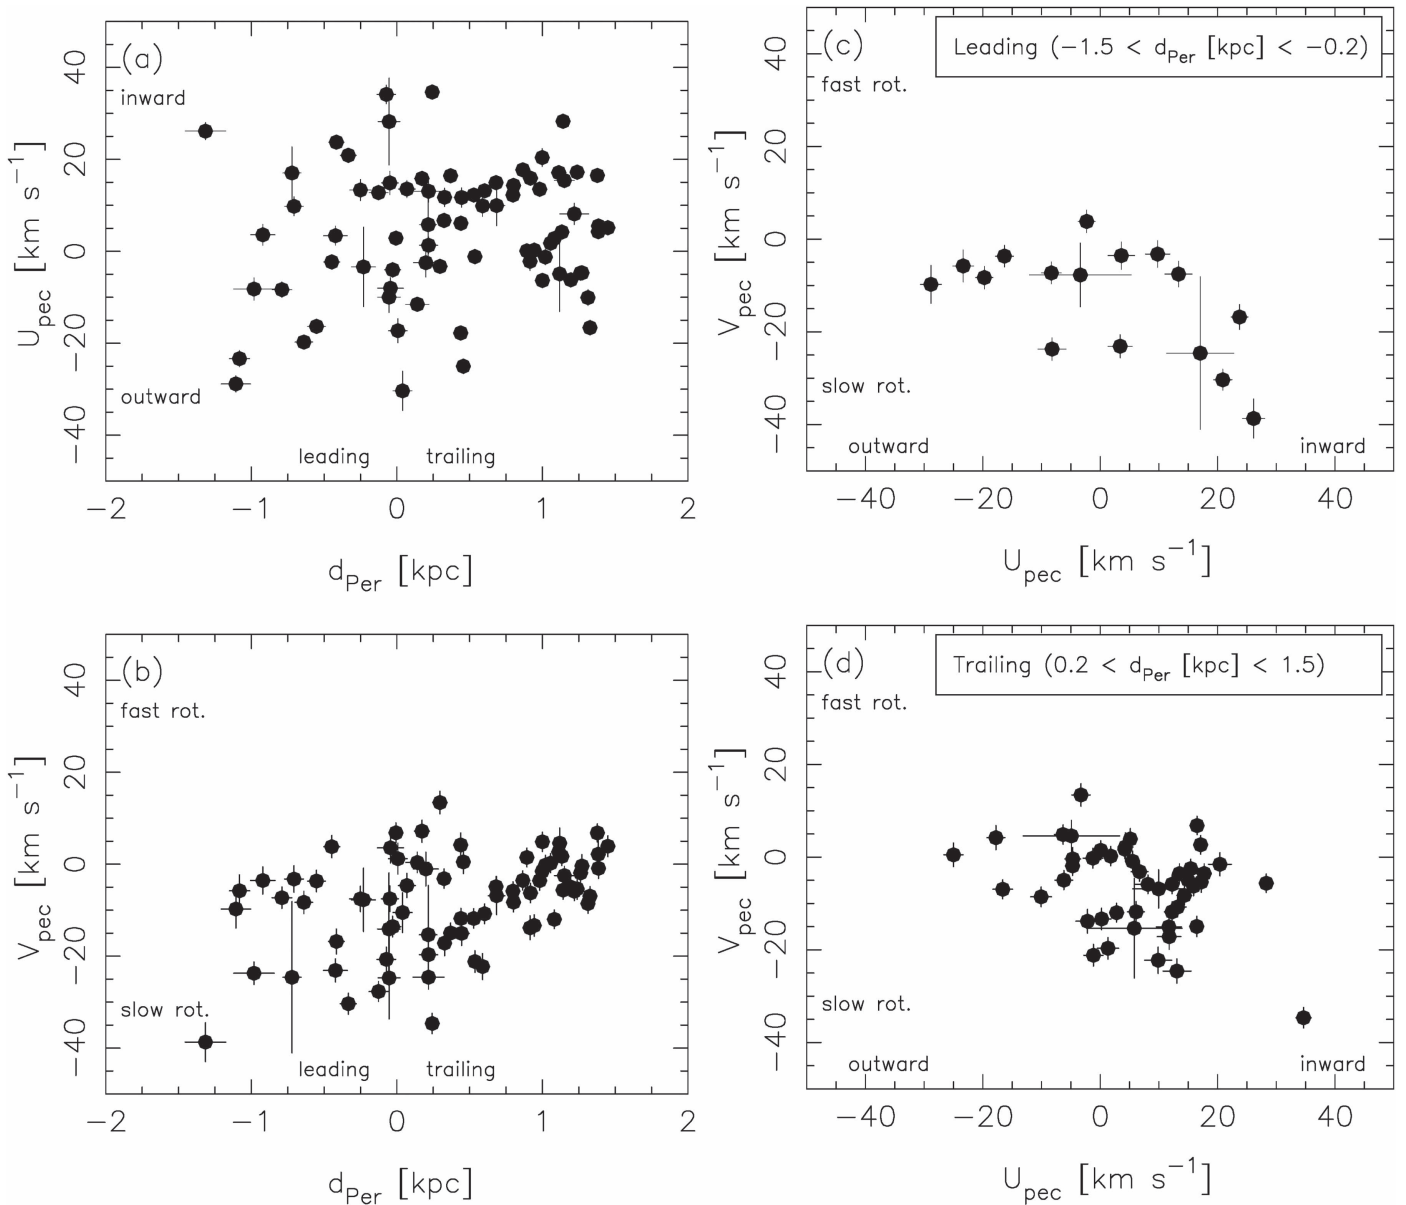 (a)
inward
outward
leading trailing
40
20
0
−20
−40
U_pec [km s^−1]
−2 −1 0 1 2
d_Per [kpc]
(c)
Leading (−1.5 < d_Per [kpc] < −0.2)
fast rot.
slow rot.
outward inward
40
20
0
−20
−40
V_pec [km s^−1]
−40 −20 0 20 40
U_pec [km s^−1]
(b)
fast rot.
slow rot.
leading trailing
40
20
0
−20
−40
V_pec [km s^−1]
−2 −1 0 1 2
d_Per [kpc]
(d)
Trailing (0.2 < d_Per [kpc] < 1.5)
fast rot.
slow rot.
outward inward
40
20
0
−20
−40
V_pec [km s^−1]
−40 −20 0 20 40
U_pec [km s^−1]